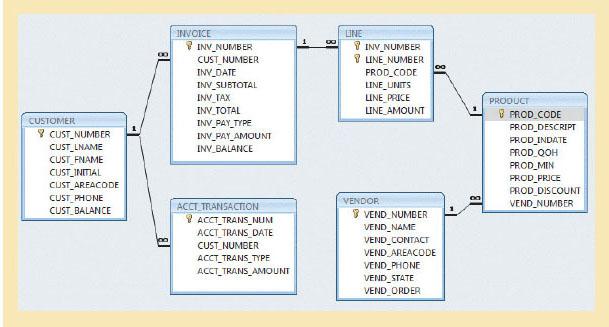 INVOICE
INV_NUMBER
CUST_NUMBER
INV_DATE
INV_SUBTOTAL
INV_TAX
INV_TOTAL
INV_PAY_TYPE
INV_PAY_AMOUNT
INV_BALANCE
1
∞
∞
LINE
INV_NUMBER
LINE_NUMBER
PROD_CODE
LINE_UNITS
LINE_PRICE
LINE_AMOUNT
∞
1
PRODUCT
PROD_CODE
PROD_DESCRIPT
PROD_INDATE
PROD_QOH
PROD_MIN
PROD_PRICE
PROD_DISCOUNT
VEND_NUMBER
CUSTOMER
CUST_NUMBER
CUST_LNAME
CUST_FNAME
CUST_INITIAL
CUST_AREACODE
CUST_PHONE
CUST_BALANCE
1
∞
ACCT_TRANSACTION
ACCT_TRANS_NUM
ACCT_TRANS_DATE
CUST_NUMBER
ACCT_TRANS_TYPE
ACCT_TRANS_AMOUNT
VENDOR
VEND_NUMBER
VEND_NAME
VEND_CONTACT
VEND_AREACODE
VEND_PHONE
VEND_STATE
VEND_ORDER
1
∞